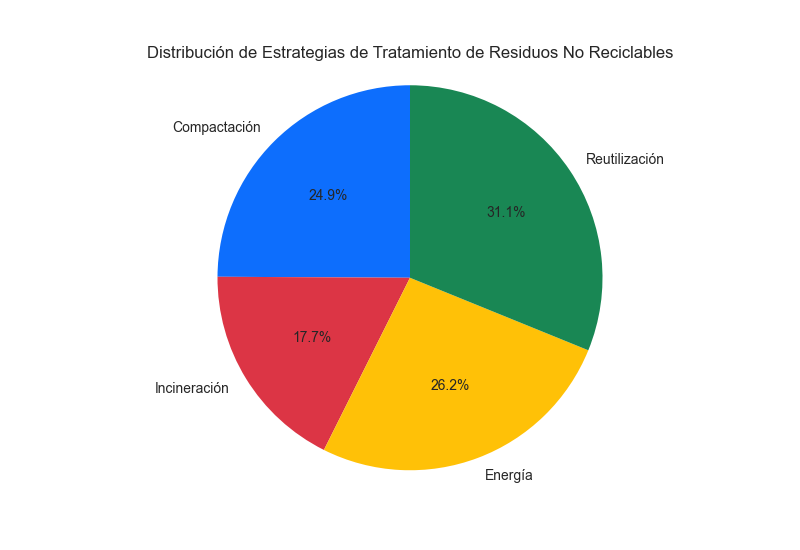 Distribución de Estrategias de Tratamiento de Residuos No Reciclables
Compactación
24.9%
Reutilización
31.1%
Incineración
17.7%
Energía
26.2%